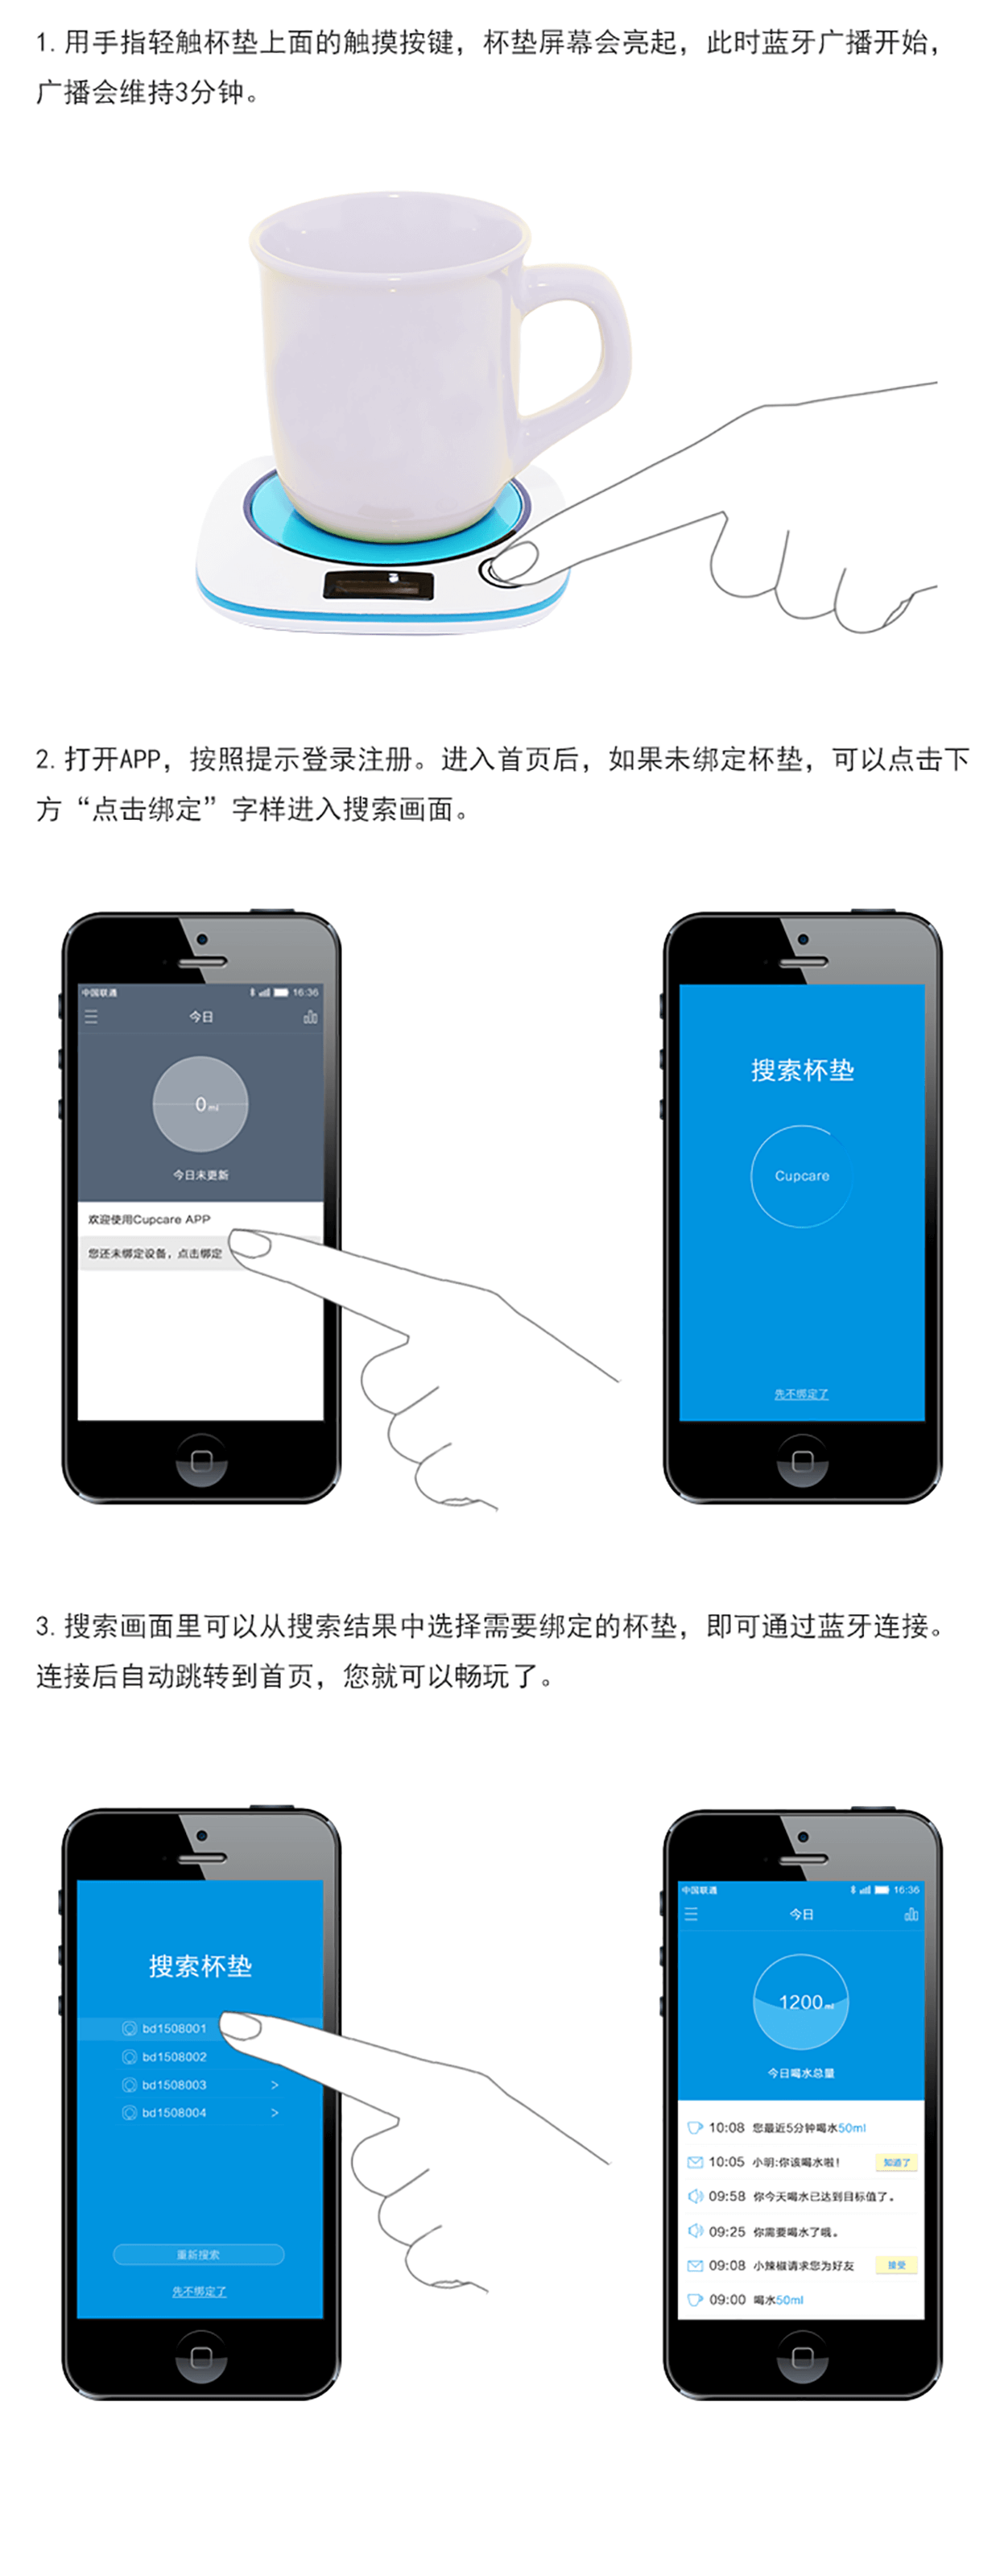 1. 用手指轻触杯垫上面的触摸按键，杯垫屏幕会亮起，此时蓝牙广播开始，
广播会维持3分钟。
2. 打开APP，按照提示登录注册。进入首页后，如果未绑定杯垫，可以点击下
方“点击绑定”字样进入搜索画面。
中国联通 16:36
今日
0 ml
今日未更新
欢迎使用Cupcare APP
您还未绑定设备，点击绑定
搜索杯垫
Cupcare
先不绑定了
3. 搜索画面里可以从搜索结果中选择需要绑定的杯垫，即可通过蓝牙连接。
连接后自动跳转到首页，您就可以畅玩了。
搜索杯垫
bd1508001
bd1508002
bd1508003 >
bd1508004 >
重新搜索
先不绑定了
中国联通 16:36
今日
1200 ml
今日喝水总量
10:08 您最近5分钟喝水50ml
10:05 小明:你该喝水啦！ 知道了
09:58 你今天喝水已达到目标值了。
09:25 你需要喝水了哦。
09:08 小辣椒请求您为好友 接受
09:00 喝水50ml